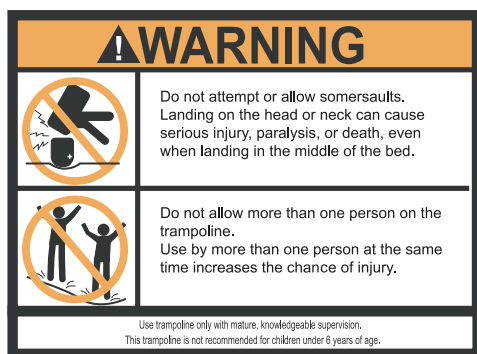 WARNING
Do not attempt or allow somersaults.
Landing on the head or neck can cause
serious injury, paralysis, or death, even
when landing in the middle of the bed.
Do not allow more than one person on the
trampoline.
Use by more than one person at the same
time increases the chance of injury.
Use trampoline only with mature, knowledgeable supervision.
This trampoline is not recommended for children under 6 years of age.